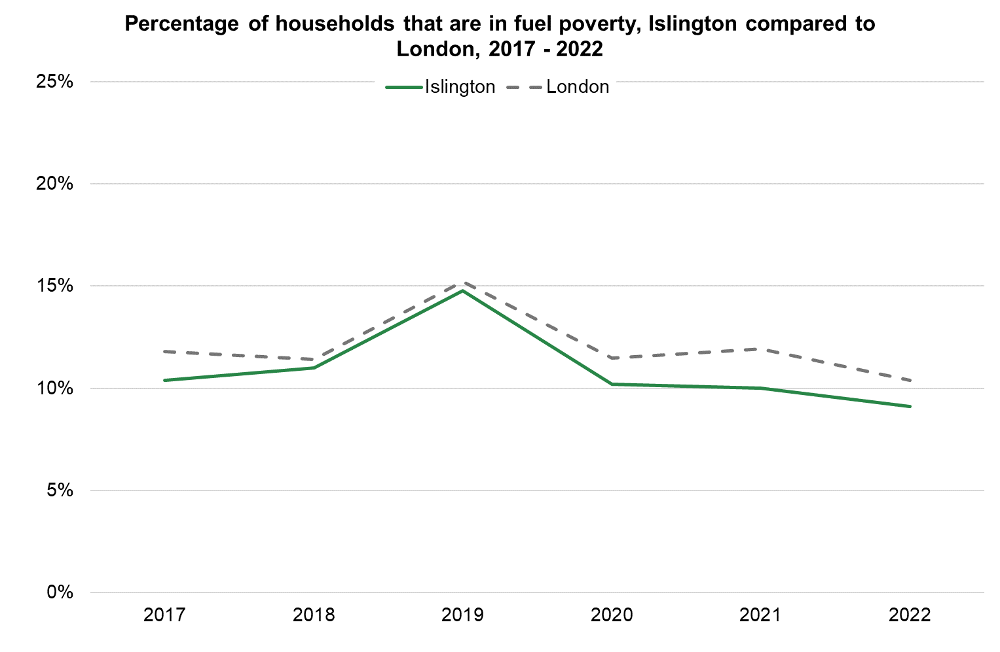 Percentage of households that are in fuel poverty, Islington compared to
London, 2017 - 2022
25%
Islington London
20%
15%
10%
5%
0%
2017 2018 2019 2020 2021 2022